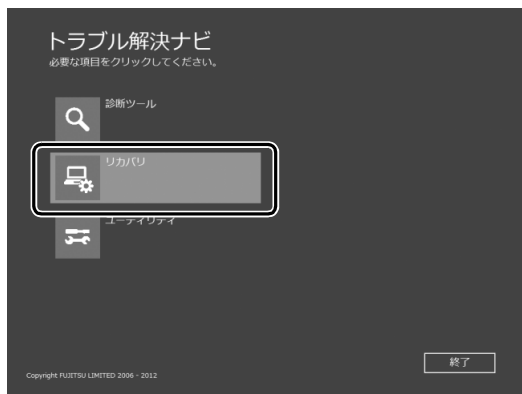 トラブル解決ナビ
必要な項目をクリックしてください。
診断ツール
リカバリ
ユーティリティ
終了
Copyright FUJITSU LIMITED 2006 - 2012